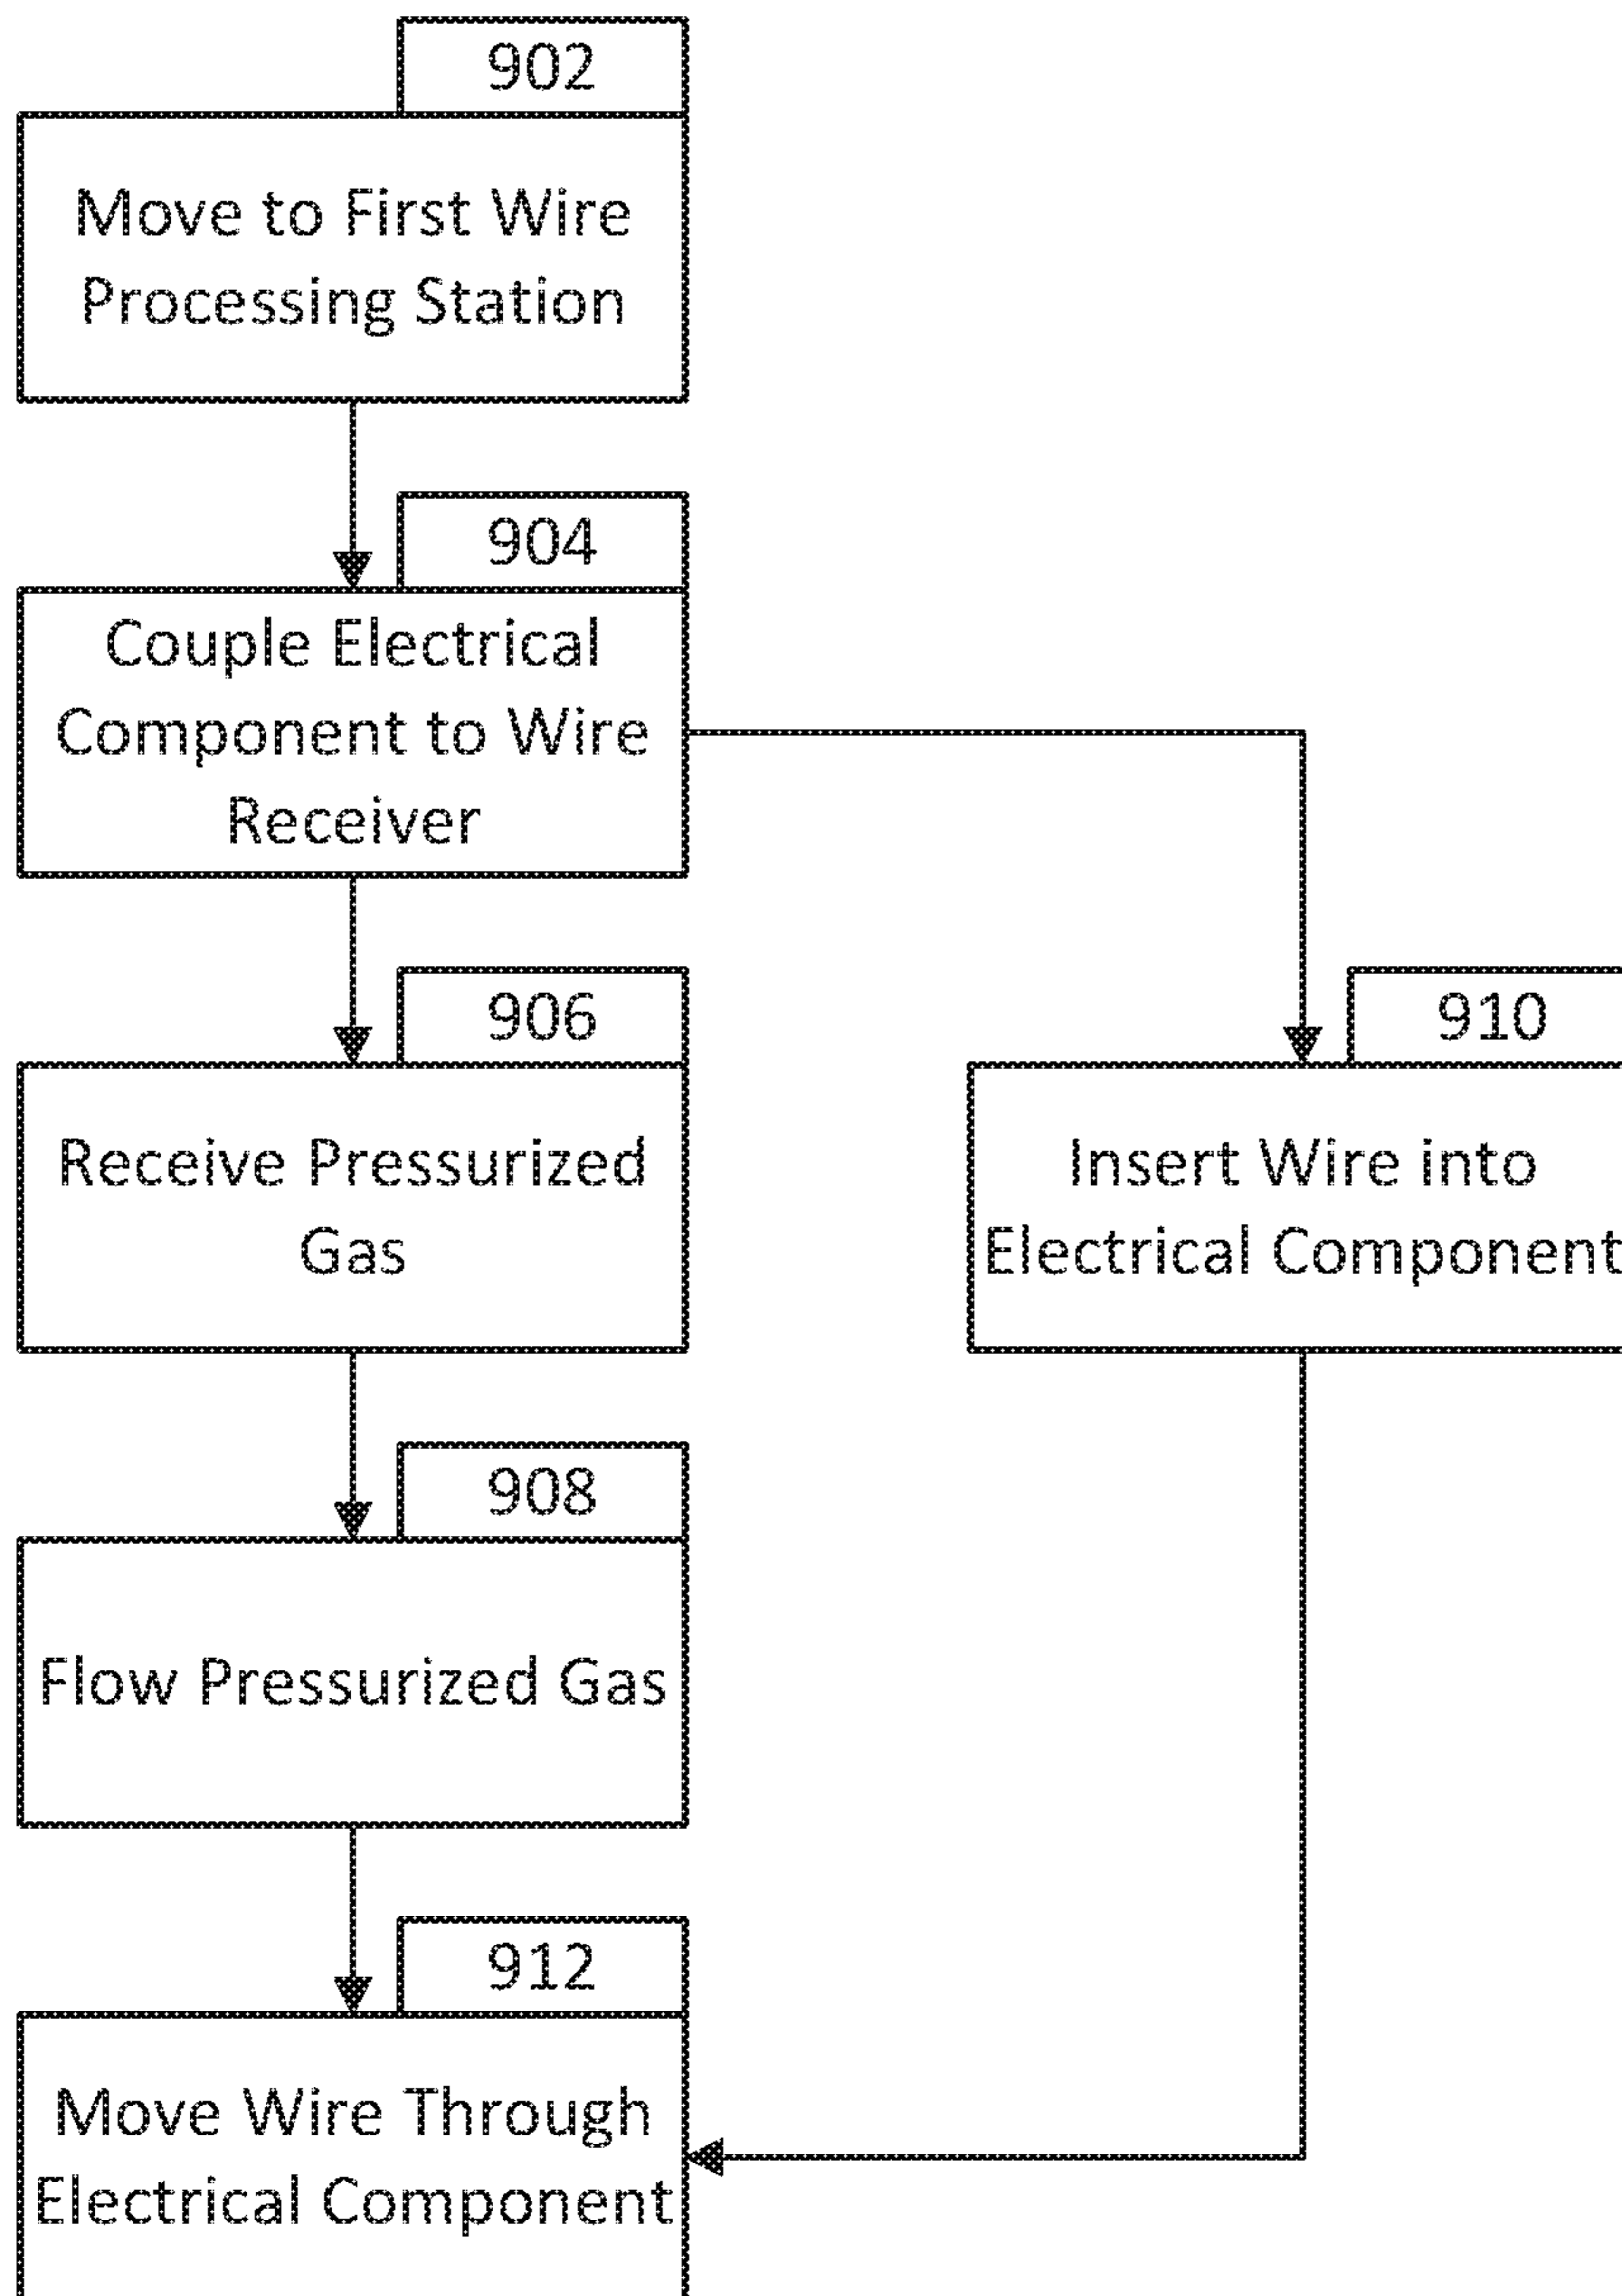 902
Move to First Wire
Processing Station
904
Couple Electrical
Component to Wire
Receiver
906
Receive Pressurized
Gas
910
Insert Wire into
Electrical Component
908
Flow Pressurized Gas
912
Move Wire Through
Electrical Component